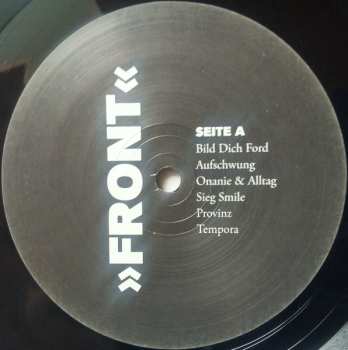 »FRONT«
SEITE A
Bild Dich Ford
Aufschwung
Onanie & Alltag
Sieg Smile
Provinz
Tempora